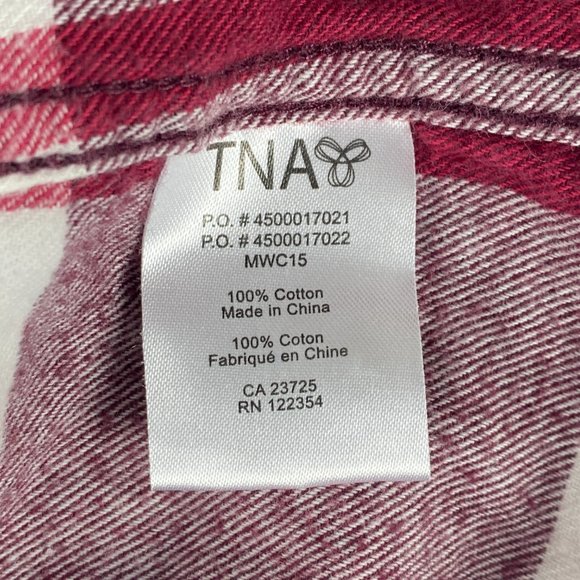 TNA
P.O. # 4500017021
P.O. # 4500017022
MWC15
100% Cotton
Made in China
100% Coton
Fabriqué en Chine
CA 23725
RN 122354